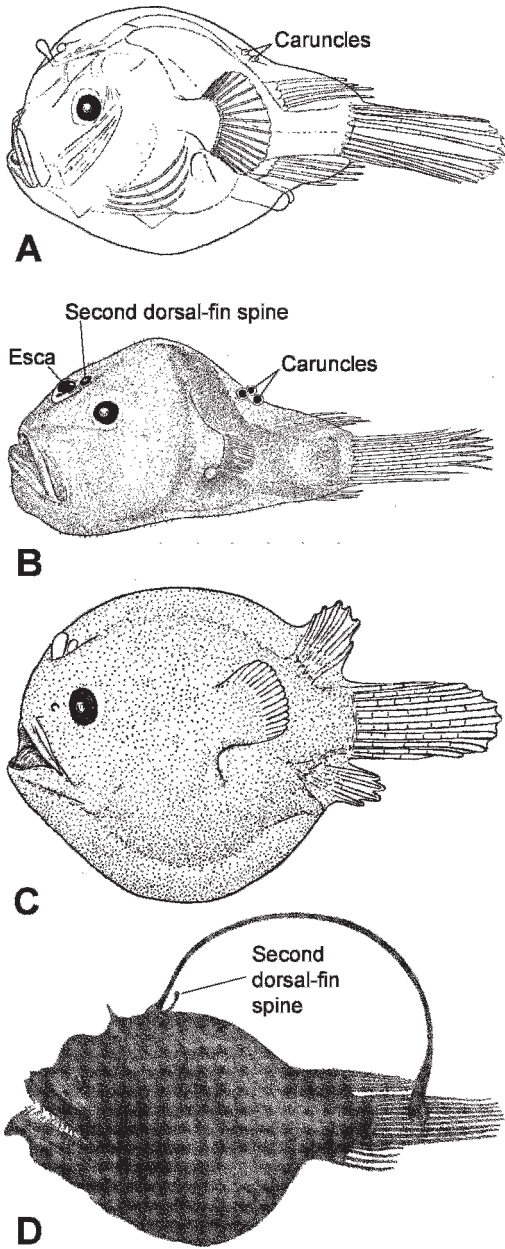 Caruncles
A
Second dorsal-fin spine
Esca
Caruncles
B
C
Second
dorsal-fin
spine
D